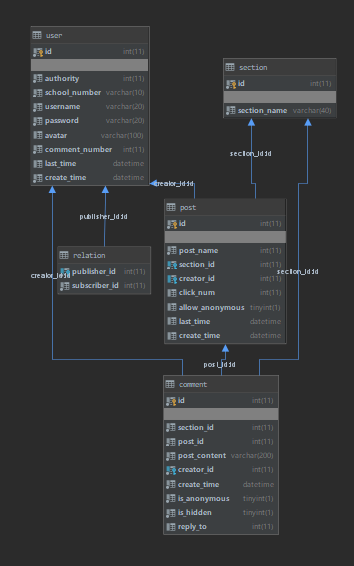 user
id int(11)
authority int(11)
school_number varchar(10)
username varchar(20)
password varchar(20)
avatar varchar(100)
comment_number int(11)
last_time datetime
create_time datetime
section
id int(11)
section_name varchar(40)
section_id:id
creator_id:id
publisher_id:id
post
id int(11)
post_name int(11)
section_id int(11)
creator_id int(11)
click_num int(11)
allow_anonymous tinyint(1)
last_time datetime
create_time datetime
relation
publisher_id int(11)
subscriber_id int(11)
creator_id:id
section_id:id
post_id:id
comment
id int(11)
section_id int(11)
post_id int(11)
post_content varchar(200)
creator_id int(11)
create_time datetime
is_anonymous tinyint(1)
is_hidden tinyint(1)
reply_to int(11)